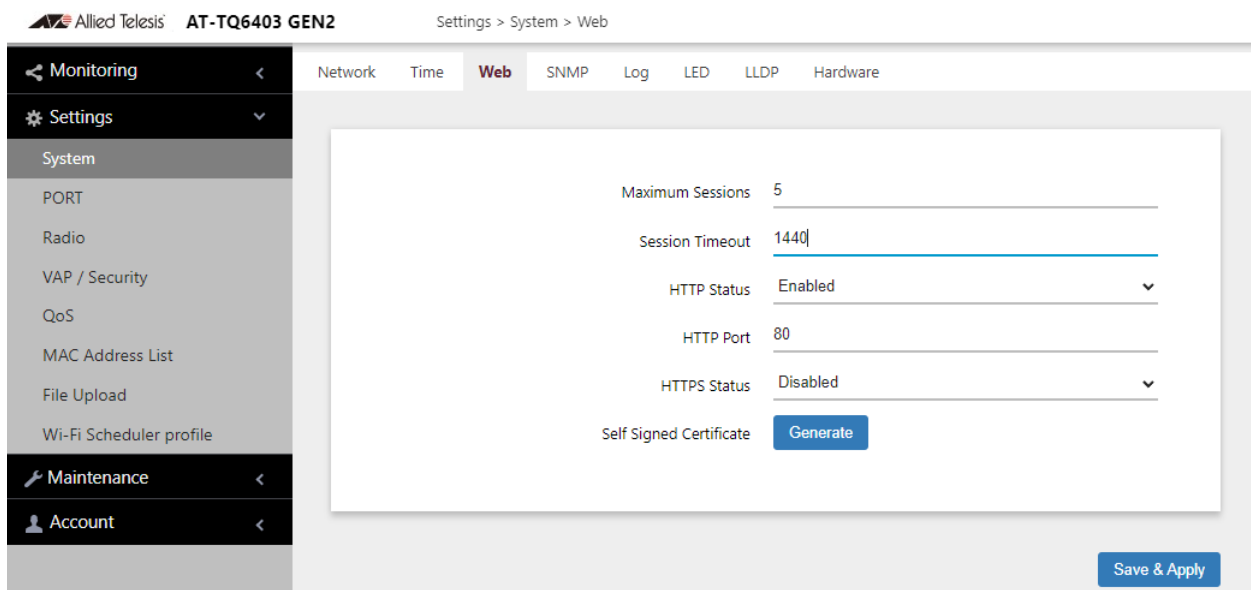 Allied Telesis AT-TQ6403 GEN2 Settings > System > Web
Monitoring
Network Time Web SNMP Log LED LLDP Hardware
Settings
System
PORT
Radio
VAP / Security
QoS
MAC Address List
File Upload
Wi-Fi Scheduler profile
Maintenance
Account
Maximum Sessions 5
Session Timeout 1440
HTTP Status Enabled
HTTP Port 80
HTTPS Status Disabled
Self Signed Certificate Generate
Save & Apply